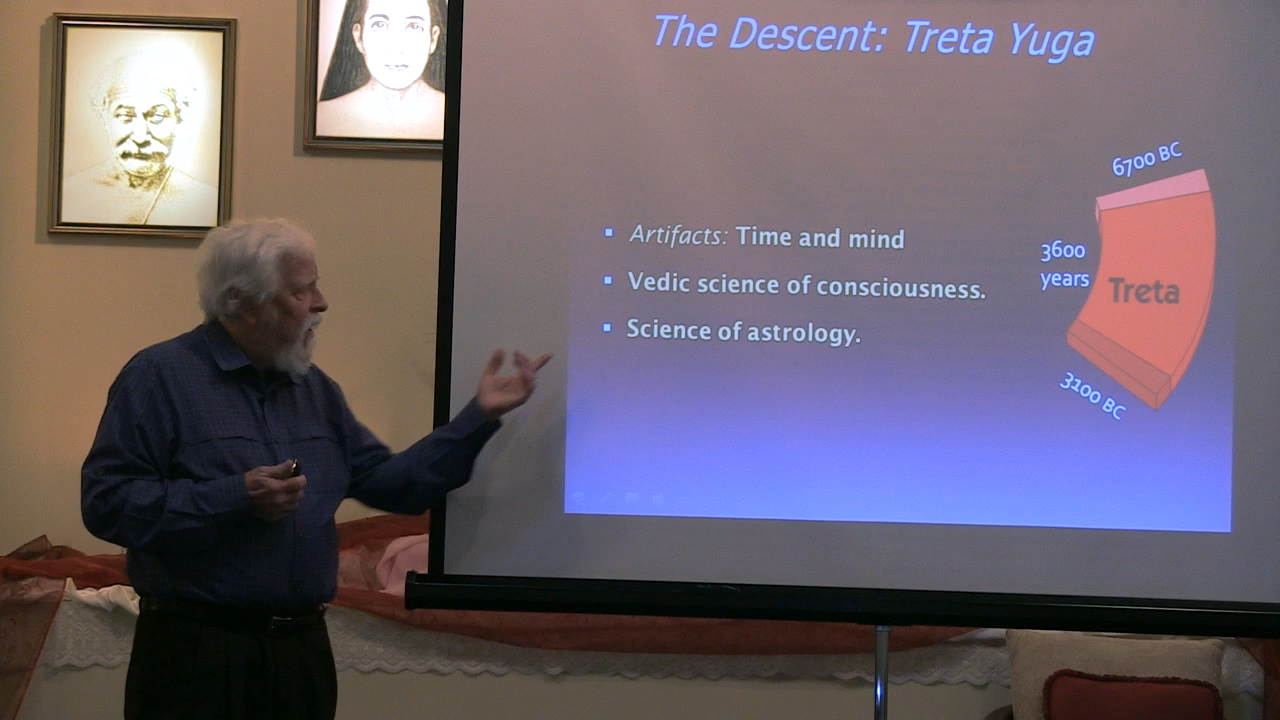 The Descent: Treta Yuga
6700 BC
Artifacts: Time and mind
3600
years
Vedic science of consciousness.
Treta
Science of astrology.
3100 BC